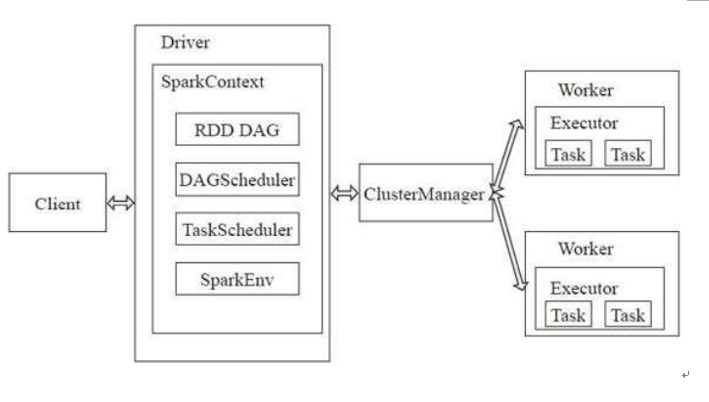 Driver
SparkContext
RDD DAG
DAGScheduler
TaskScheduler
SparkEnv
Client
ClusterManager
Worker
Executor
Task Task
Worker
Executor
Task Task